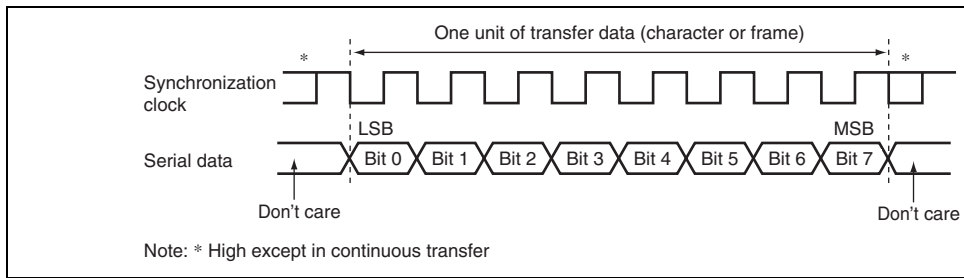 One unit of transfer data (character or frame)
* *
Synchronization
clock
LSB MSB
Serial data Bit 0 Bit 1 Bit 2 Bit 3 Bit 4 Bit 5 Bit 6 Bit 7
Don't care Don't care
Note: * High except in continuous transfer